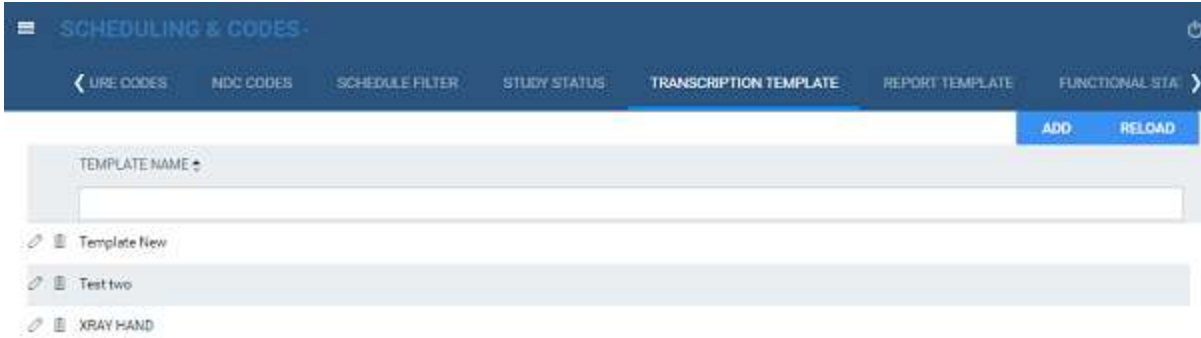 SCHEDULING & CODES-
URE CODES NDC CODES SCHEDULE FILTER STUDY STATUS TRANSCRIPTION TEMPLATE REPORT TEMPLATE FUNCTIONAL STA
ADD RELOAD
TEMPLATE NAME
Template New
Test two
XRAY HAND